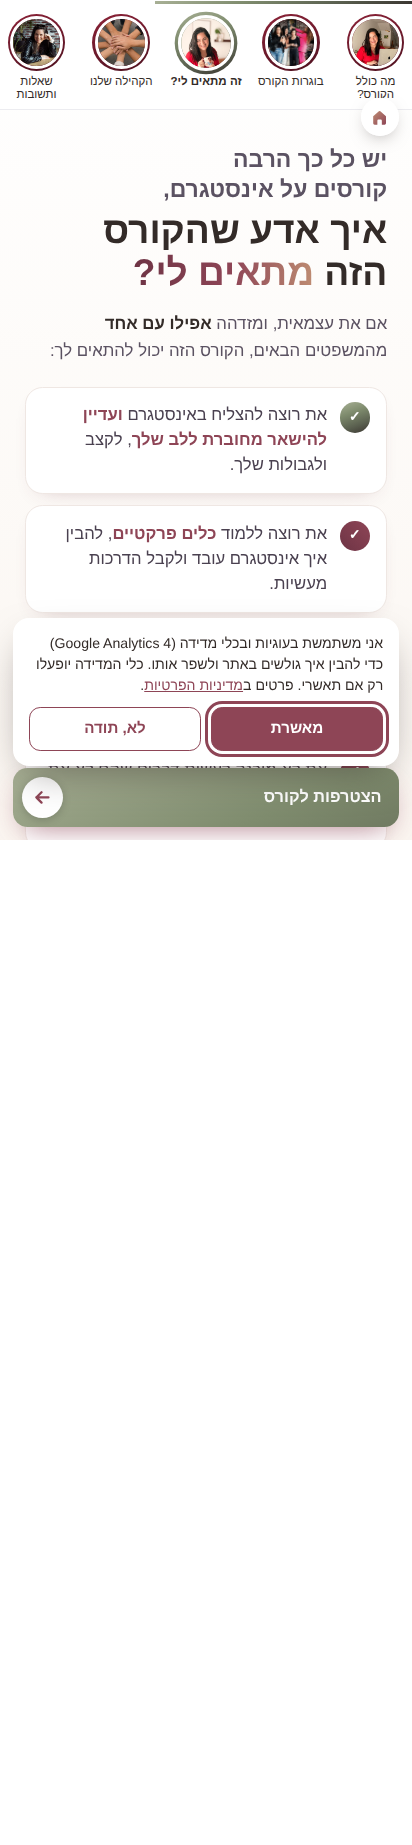 מה כולל הקורס?
בוגרות הקורס
זה מתאים לי?
הקהילה שלנו
שאלות ותשובות
יש כל כך הרבה
קורסים על אינסטגרם,
איך אדע שהקורס
הזה מתאים לי?
אם את עצמאית, ומזדהה אפילו עם אחד
מהמשפטים הבאים, הקורס הזה יכול להתאים לך:
את רוצה להצליח באינסטגרם ועדיין
להישאר מחוברת ללב שלך, לקצב
ולגבולות שלך.
את רוצה ללמוד כלים פרקטיים, להבין
איך אינסטגרם עובד ולקבל הדרכות
מעשיות.
אני משתמשת בעוגיות ובכלי מדידה (Google Analytics 4)
כדי להבין איך גולשים באתר ולשפר אותו. כלי המדידה יופעלו
רק אם תאשרי. פרטים במדיניות הפרטיות.
מאשרת
לא, תודה
הצטרפות לקורס